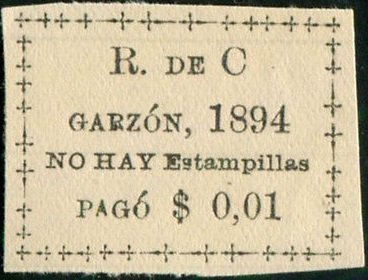 R. DE C
GARZÓN, 1894
NO HAY Estampillas
PAGÓ $ 0,01